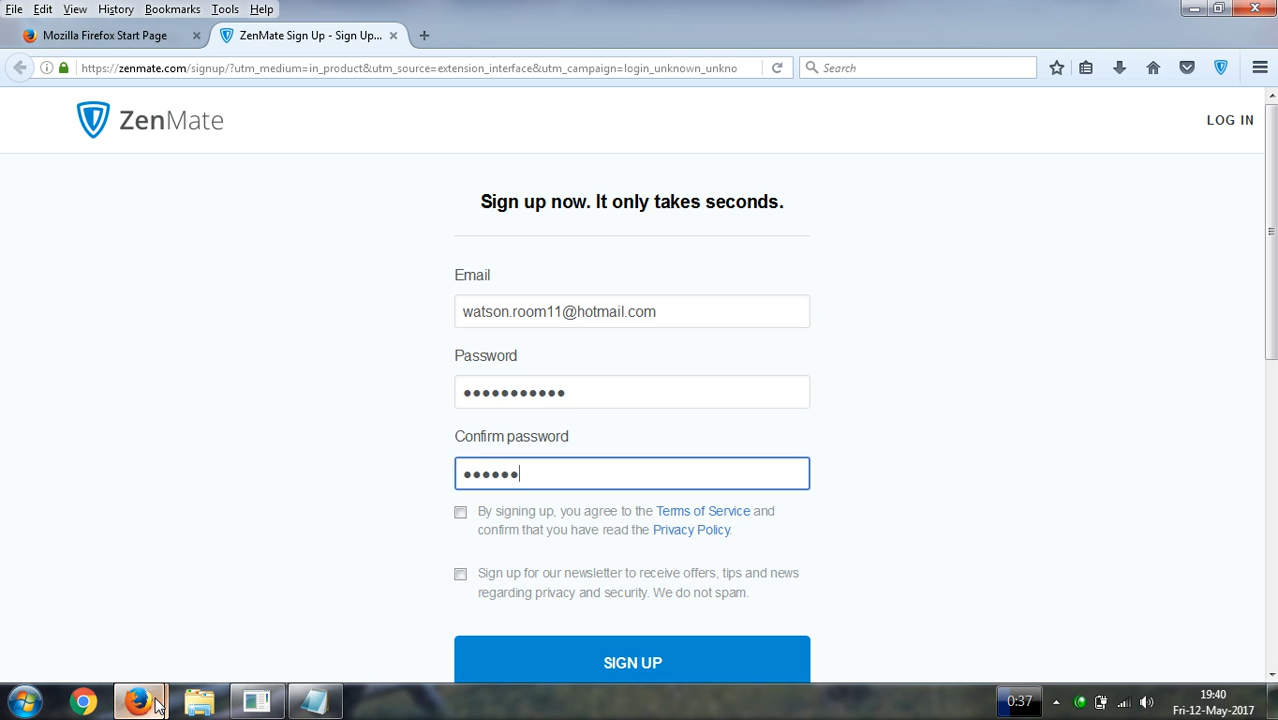 File Edit View History Bookmarks Tools Help
Mozilla Firefox Start Page
ZenMate Sign Up - Sign Up...
https://zenmate.com/signup/?utm_medium=in_product&utm_source=extension_interface&utm_campaign=login_unknown_unkno
Search
ZenMate
LOG IN
Sign up now. It only takes seconds.
Email
watson.room11@hotmail.com
Password
●●●●●●●●●●●
Confirm password
●●●●●●
By signing up, you agree to the Terms of Service and
confirm that you have read the Privacy Policy.
Sign up for our newsletter to receive offers, tips and news
regarding privacy and security. We do not spam.
SIGN UP
0:37
19:40
Fri-12-May-2017